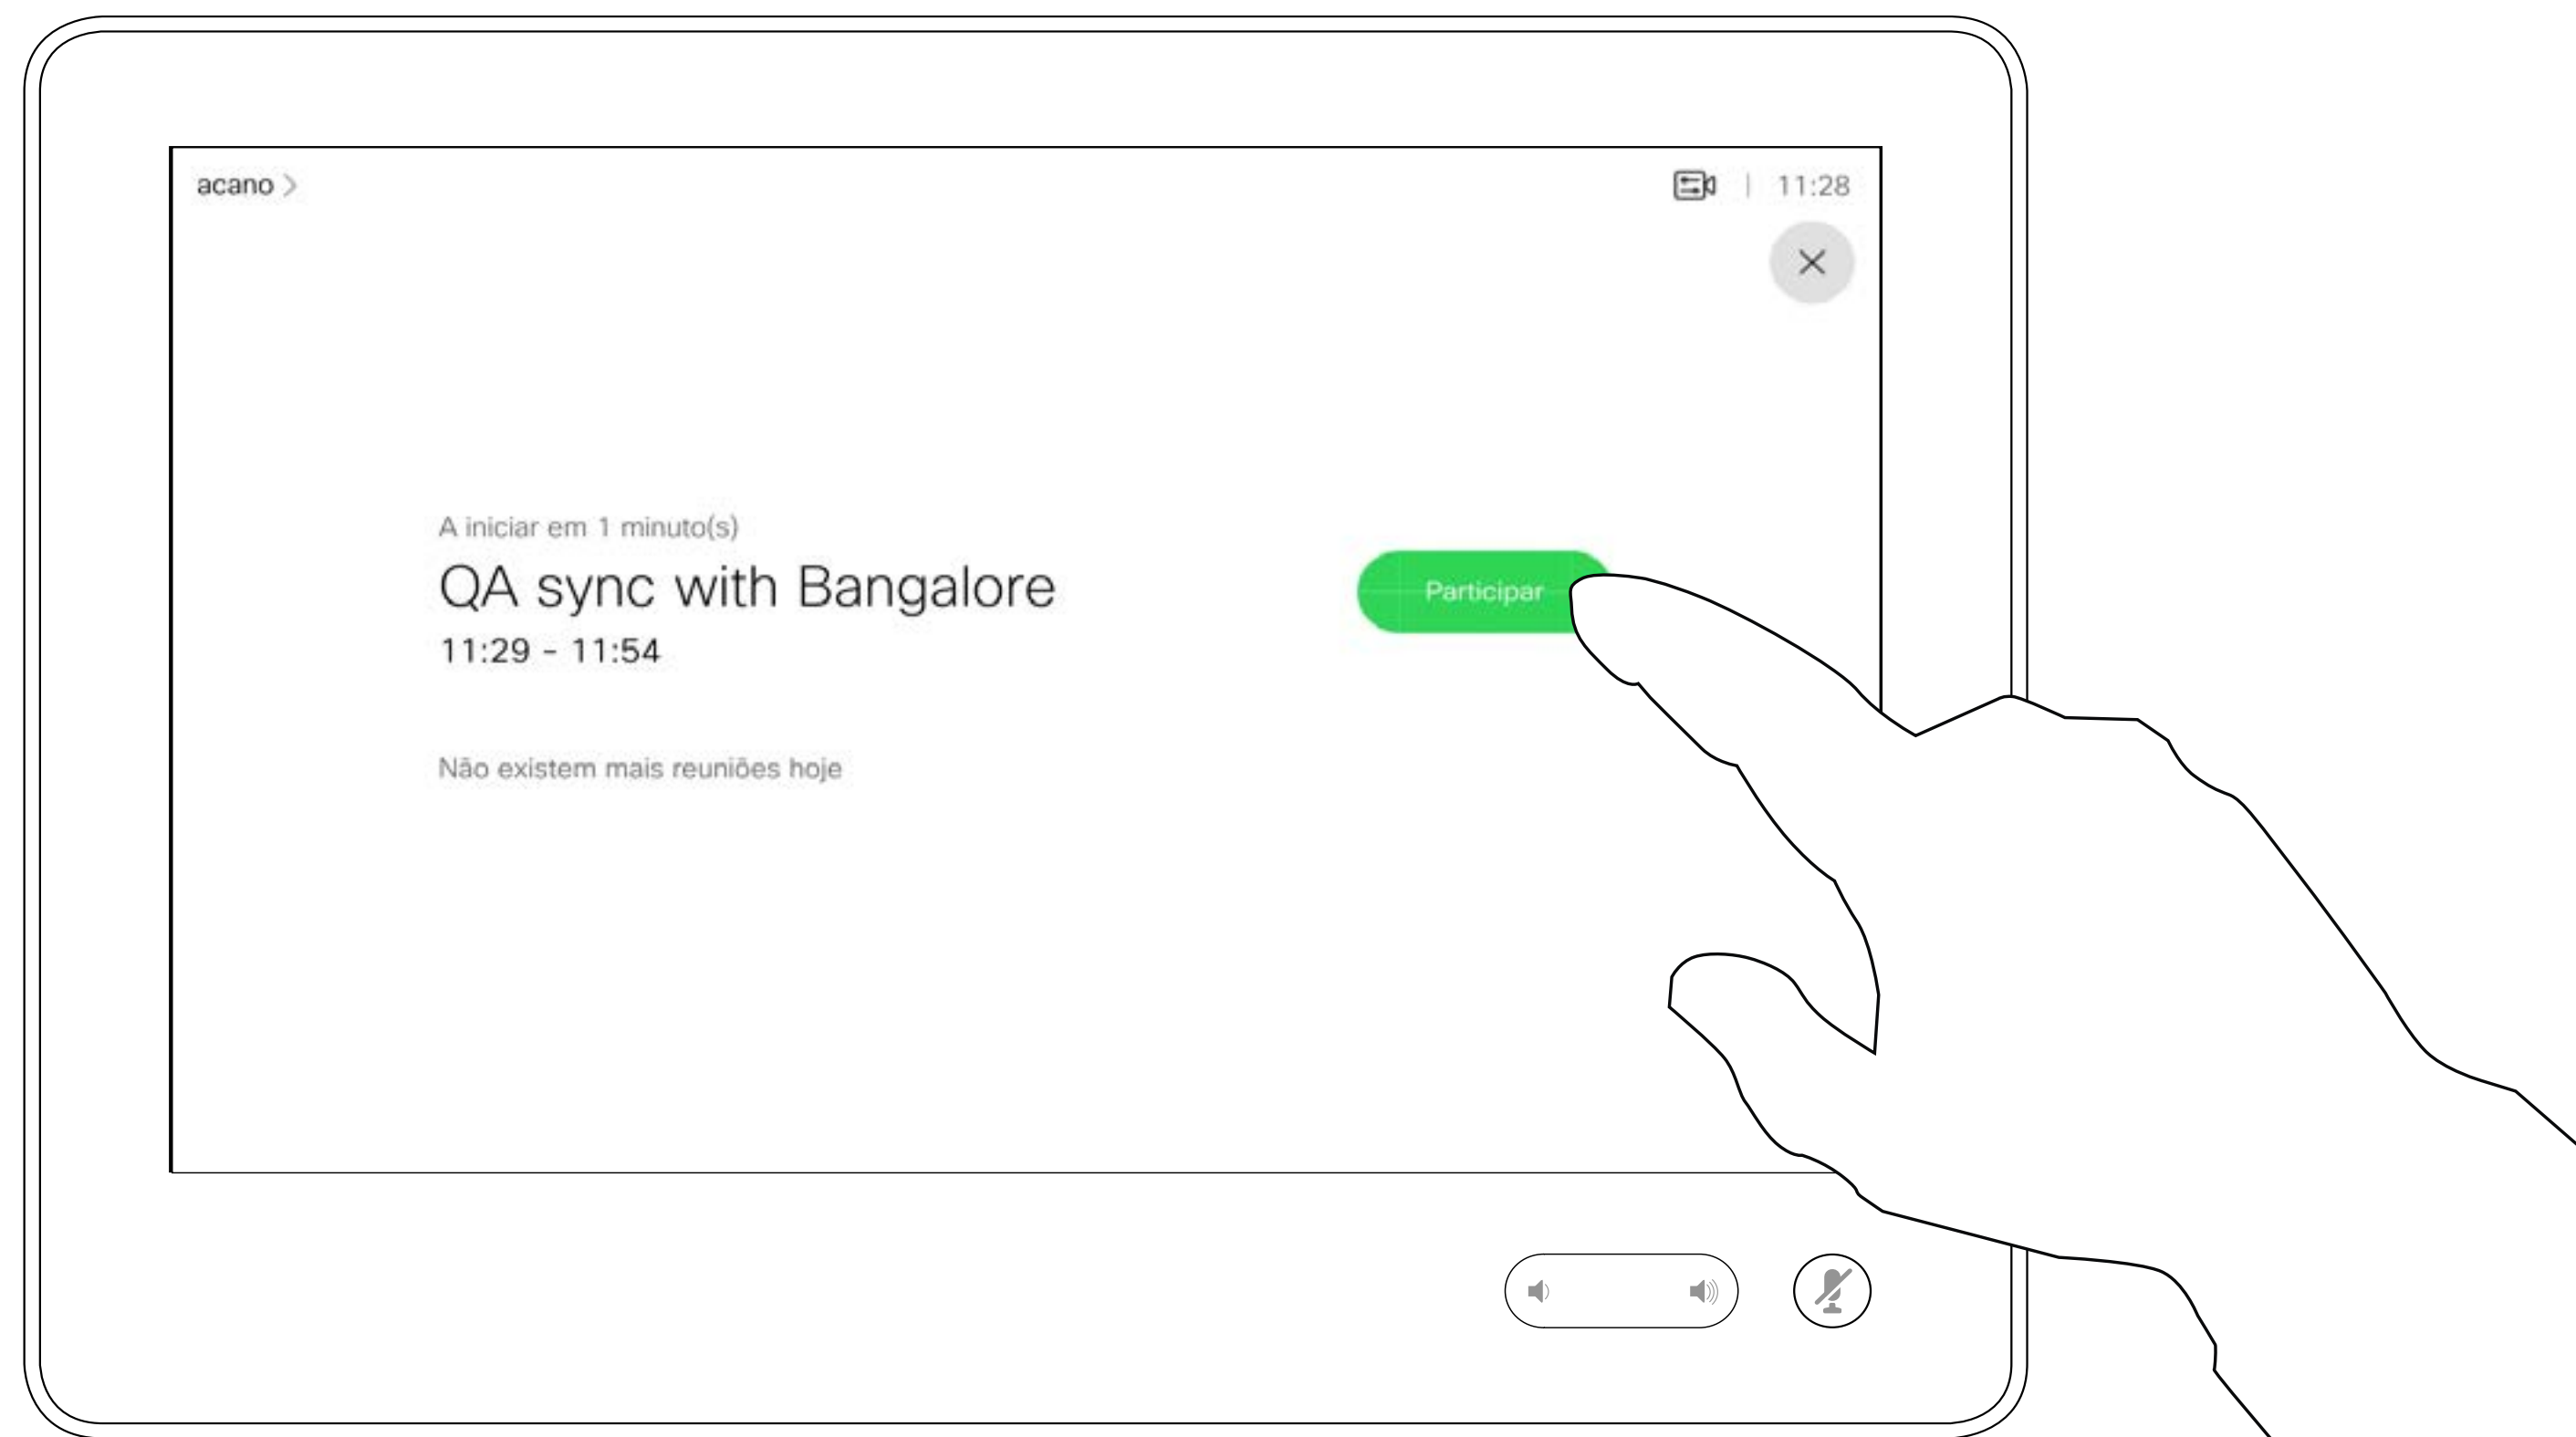 acano
11:28
A iniciar em 1 minuto(s)
QA sync with Bangalore
11:29 - 11:54
Participar
Não existem mais reuniões hoje